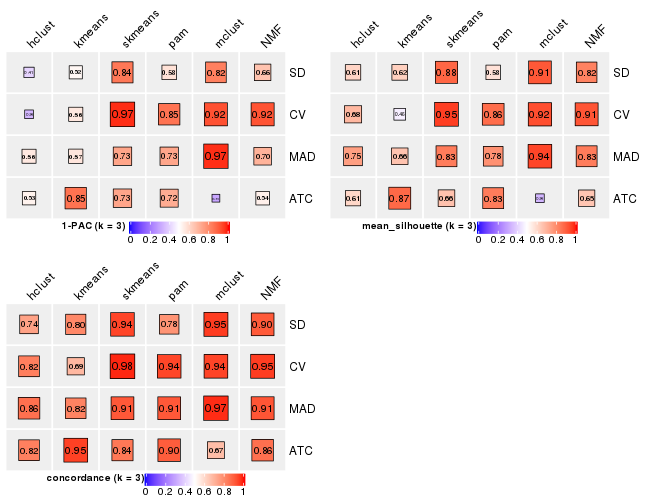 hclust kmeans skmeans pam mclust NMF
0.52 0.84 0.58 0.82 0.66 SD
0.56 0.97 0.85 0.92 0.92 CV
0.56 0.57 0.73 0.73 0.97 0.70 MAD
0.53 0.85 0.73 0.72 0.54 ATC
1-PAC (k = 3)
0 0.2 0.4 0.6 0.8 1
hclust kmeans skmeans pam mclust NMF
0.61 0.62 0.88 0.58 0.91 0.82 SD
0.68 0.95 0.86 0.92 0.91 CV
0.75 0.66 0.83 0.78 0.94 0.83 MAD
0.61 0.87 0.66 0.83 0.65 ATC
mean_silhouette (k = 3)
0 0.2 0.4 0.6 0.8 1
hclust kmeans skmeans pam mclust NMF
0.74 0.80 0.94 0.78 0.95 0.90 SD
0.82 0.69 0.98 0.94 0.94 0.95 CV
0.86 0.82 0.91 0.91 0.97 0.91 MAD
0.82 0.95 0.84 0.90 0.67 0.86 ATC
concordance (k = 3)
0 0.2 0.4 0.6 0.8 1